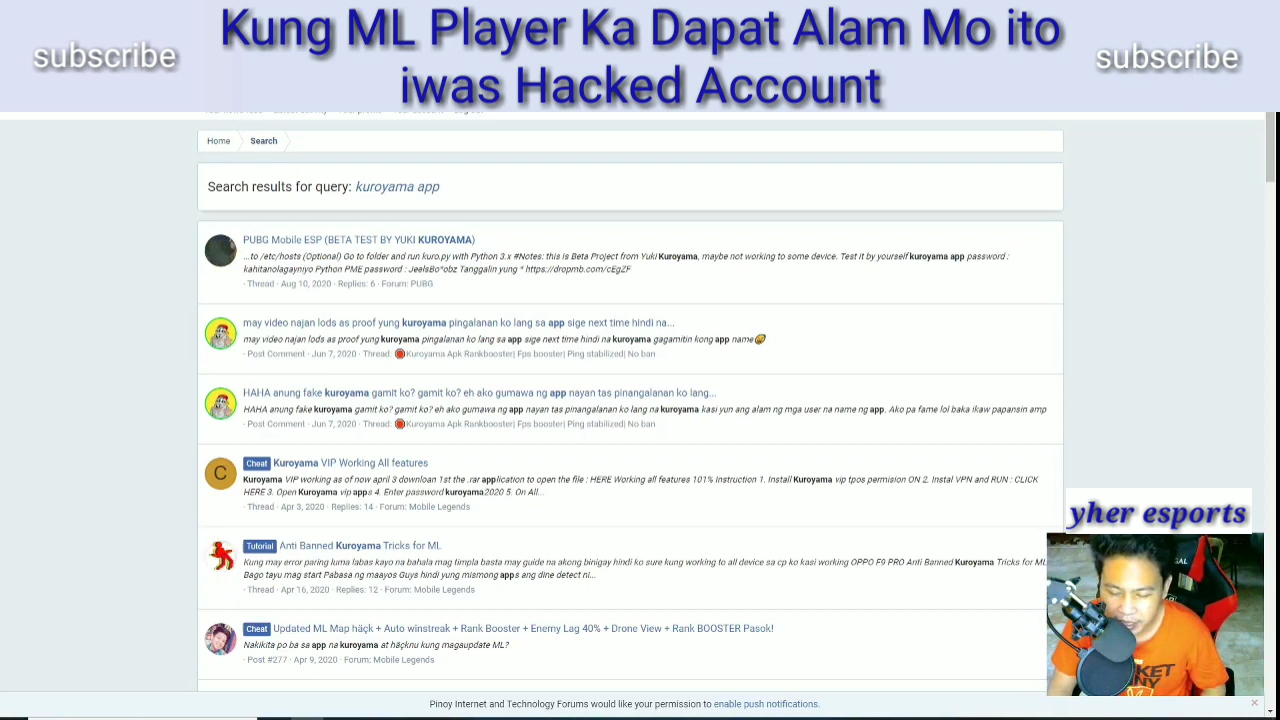 Kung ML Player Ka Dapat Alam Mo ito
iwas Hacked Account
subscribe
subscribe
Home
Search
Search results for query: kuroyama app
PUBG Mobile ESP (BETA TEST BY YUKI KUROYAMA)
...to /etc/hosts (Optional) Go to folder and run kuro.py with Python 3.x #Notes: this is Beta Project from Yuki Kuroyama, maybe not working to some device. Test it by yourself kuroyama app password :
kahitanolagayniyo Python PME password : JeelsBo*obz Tanggalin yung * https://dropmb.com/cEgZF
· Thread · Aug 10, 2020 · Replies: 6 · Forum: PUBG
may video najan lods as proof yung kuroyama pingalanan ko lang sa app sige next time hindi na...
may video najan lods as proof yung kuroyama pingalanan ko lang sa app sige next time hindi na kuroyama gagamitin kong app name
· Post Comment · Jun 7, 2020 · Thread: Kuroyama Apk Rankbooster| Fps booster| Ping stabilized| No ban
HAHA anung fake kuroyama gamit ko? gamit ko? eh ako gumawa ng app nayan tas pinangalanan ko lang...
HAHA anung fake kuroyama gamit ko? gamit ko? eh ako gumawa ng app nayan tas pinangalanan ko lang na kuroyama kasi yun ang alam ng mga user na name ng app. Ako pa fame lol baka ikaw papansin amp
· Post Comment · Jun 7, 2020 · Thread: Kuroyama Apk Rankbooster| Fps booster| Ping stabilized| No ban
C
Cheat Kuroyama VIP Working All features
Kuroyama VIP working as of now april 3 downloan 1st the .rar application to open the file : HERE Working all features 101% Instruction 1. Install Kuroyama vip tpos permision ON 2. Instal VPN and RUN : CLICK
HERE 3. Open Kuroyama vip apps 4. Enter password kuroyama2020 5. On All...
· Thread · Apr 3, 2020 · Replies: 14 · Forum: Mobile Legends
Tutorial Anti Banned Kuroyama Tricks for ML
Kung may error paring luma labas kayo na bahala mag timpla basta may guide na akong binigay hindi ko sure kung working to all device sa cp ko kasi working OPPO F9 PRO Anti Banned Kuroyama Tricks for ML
Bago tayu mag start Pabasa ng maayos Guys hindi yung mismong apps ang dine detect ni...
· Thread · Apr 16, 2020 · Replies: 12 · Forum: Mobile Legends
Cheat Updated ML Map häçk + Auto winstreak + Rank Booster + Enemy Lag 40% + Drone View + Rank BOOSTER Pasok!
Nakikita po ba sa app na kuroyama at häçknu kung magaupdate ML?
· Post #277 · Apr 9, 2020 · Forum: Mobile Legends
yher esports
Pinoy Internet and Technology Forums would like your permission to enable push notifications.